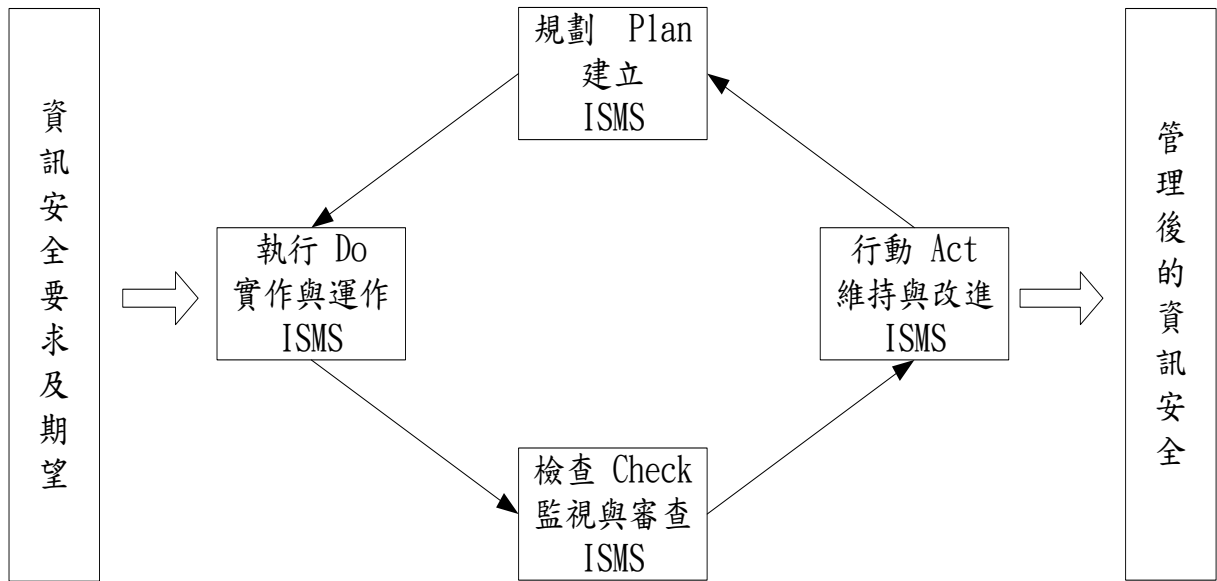 資訊安全要求及期望
規劃 Plan
建立
ISMS
執行 Do
實作與運作
ISMS
檢查 Check
監視與審查
ISMS
行動 Act
維持與改進
ISMS
管理後的資訊安全